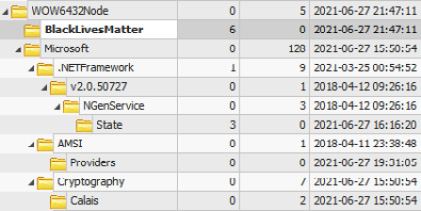 WOW6432Node 0 5 2021-06-27 21:47:11
BlackLivesMatter 6 0 2021-06-27 21:47:11
Microsoft 0 128 2021-06-27 15:50:54
.NETFramework 1 9 2021-03-25 00:54:52
v2.0.50727 0 1 2018-04-12 09:26:16
NGenService 0 3 2018-04-12 09:26:16
State 3 0 2021-06-27 16:16:20
AMSI 0 1 2018-04-11 23:38:48
Providers 0 0 2021-06-27 19:31:05
Cryptography 0 7 2021-06-27 15:50:54
Calais 0 2 2021-06-27 15:50:54